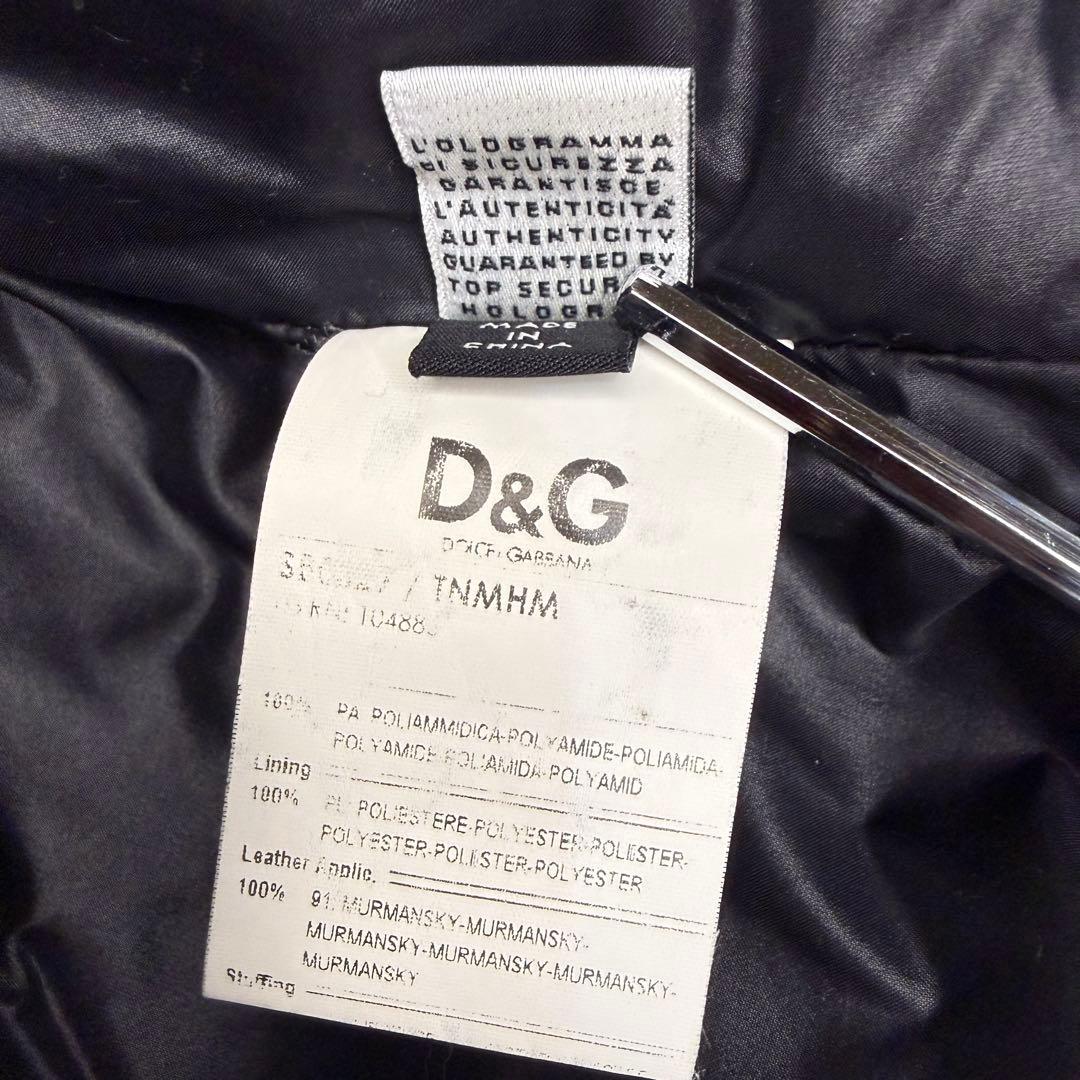 L'OLOGRAMMA
di SICUREZZA
GARANTISCE
L'AUTENTICITÀ
AUTHENTICITY
GUARANTEED BY
TOP SECUR
HOLOGR
MADE
IN
CHINA
D&G
DOLCE&GABBANA
/ TNMHM
10488
100% PA POLIAMMIDICA-POLYAMIDE-POLIAMIDA-
POLYAMIDE-POLIAMIDA-POLYAMID
Lining
100% PL POLIESTERE-POLYESTER-POLIESTER-
POLYESTER-POLIESTER-POLYESTER
Leather Applic.
100% 91. MURMANSKY-MURMANSKY-
MURMANSKY-MURMANSKY-MURMANSKY-
MURMANSKY
Stuffing